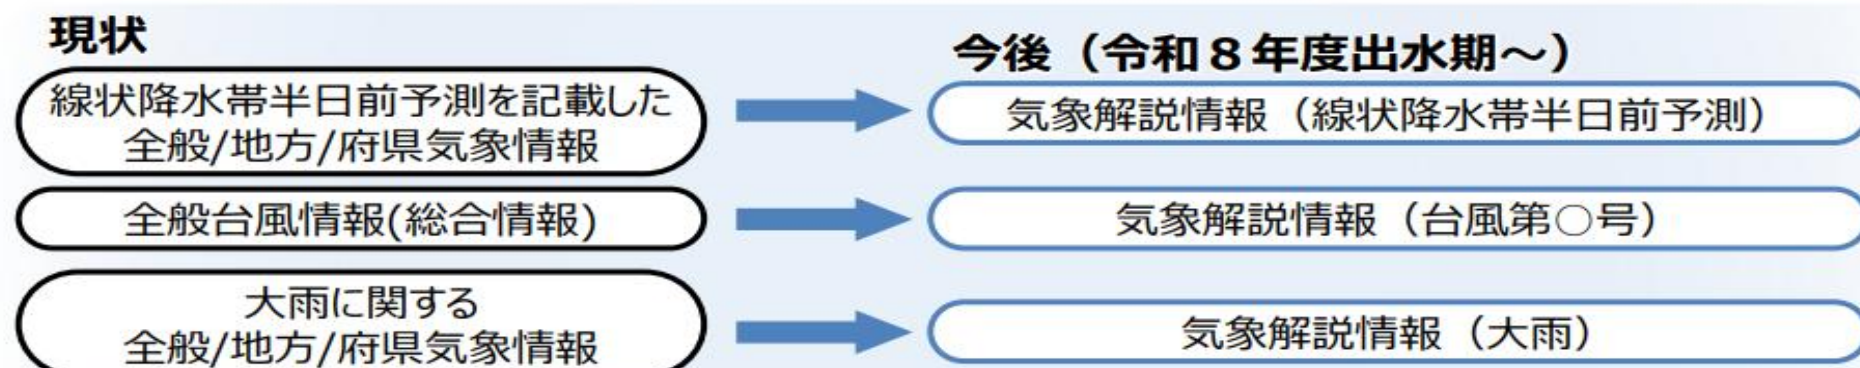 現状
今後（令和８年度出水期～）
線状降水帯半日前予測を記載した
全般/地方/府県気象情報
気象解説情報（線状降水帯半日前予測）
全般台風情報(総合情報)
気象解説情報（台風第○号）
大雨に関する
全般/地方/府県気象情報
気象解説情報（大雨）